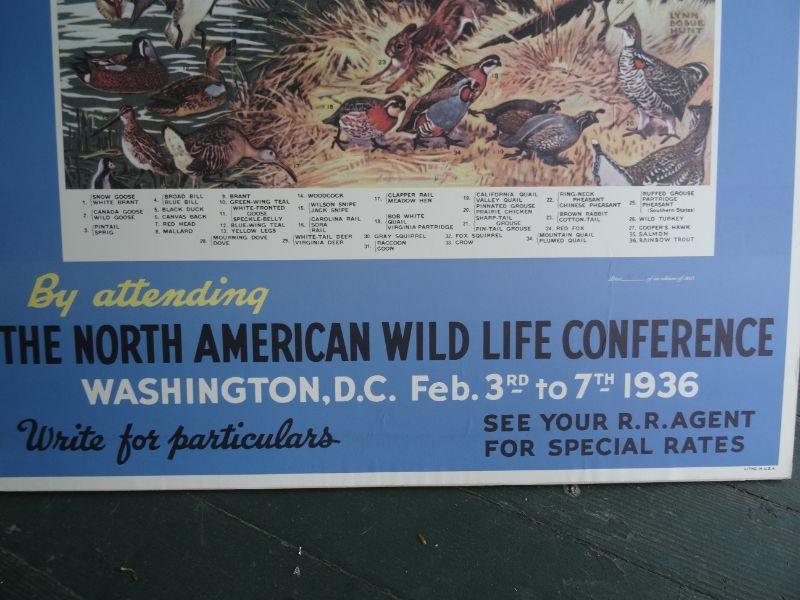 LYNN
BOGUE
HUNT
1. SNOW GOOSE
WHITE BRANT
2. CANADA GOOSE
WILD GOOSE
3. PINTAIL
SPRIG
4. BROAD BILL
BLUE BILL
5. BLACK DUCK
6. CANVAS BACK
7. RED HEAD
8. MALLARD
9. BRANT
10. GREEN-WING TEAL
11. WHITE-FRONTED
GOOSE
SPECKLE-BELLY
12. BLUE-WING TEAL
13. YELLOW LEGS
14. WOODCOCK
15. WILSON SNIPE
JACK SNIPE
16. CAROLINA RAIL
SORA
RAIL
17. CLAPPER RAIL
MEADOW HEN
18. BOB WHITE
QUAIL
VIRGINIA PARTRIDGE
19. CALIFORNIA QUAIL
VALLEY QUAIL
20. PINNATED GROUSE
PRAIRIE CHICKEN
21. SHARP-TAIL
GROUSE
PIN-TAIL GROUSE
22. RING-NECK
PHEASANT
CHINESE PHEASANT
23. BROWN RABBIT
COTTON-TAIL
24. RED FOX
25. RUFFED GROUSE
PARTRIDGE
PHEASANT
(Southern States)
26. WILD TURKEY
27. COOPER'S HAWK
28. MOURNING DOVE
DOVE
29. WHITE-TAIL DEER
VIRGINIA DEER
30. GRAY SQUIRREL
31. RACCOON
COON
32. FOX SQUIRREL
33. CROW
34. MOUNTAIN QUAIL
PLUMED QUAIL
35. SALMON
36. RAINBOW TROUT
By attending
THE NORTH AMERICAN WILD LIFE CONFERENCE
WASHINGTON, D.C. Feb. 3RD to 7TH 1936
Write for particulars
SEE YOUR R.R. AGENT
FOR SPECIAL RATES
LITHO. IN U.S.A.